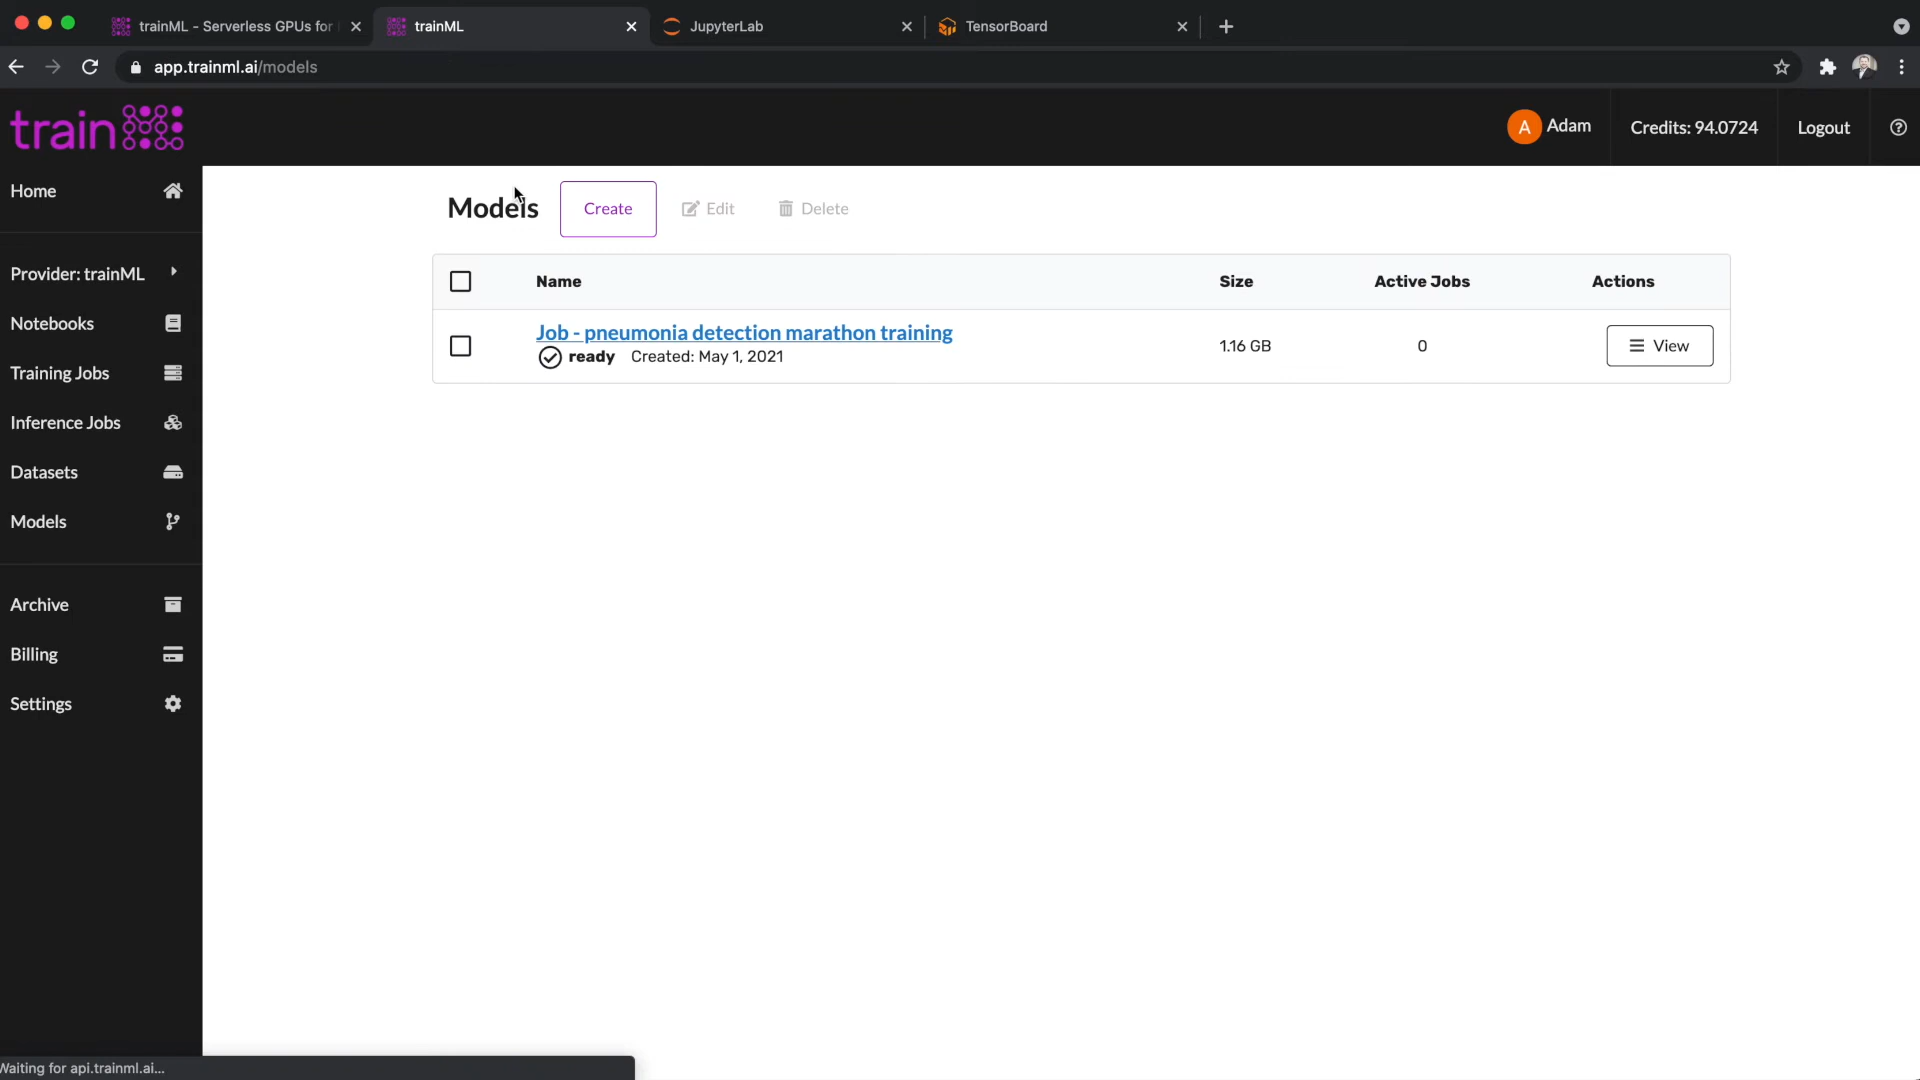 trainML - Serverless GPUs for
trainML
JupyterLab
TensorBoard
app.trainml.ai/models
train
A Adam
Credits: 94.0724
Logout
Home
Models
Create
Edit
Delete
Provider: trainML
Name
Size
Active Jobs
Actions
Notebooks
Job - pneumonia detection marathon training
ready Created: May 1, 2021
1.16 GB
0
View
Training Jobs
Inference Jobs
Datasets
Models
Archive
Billing
Settings
Waiting for api.trainml.ai...